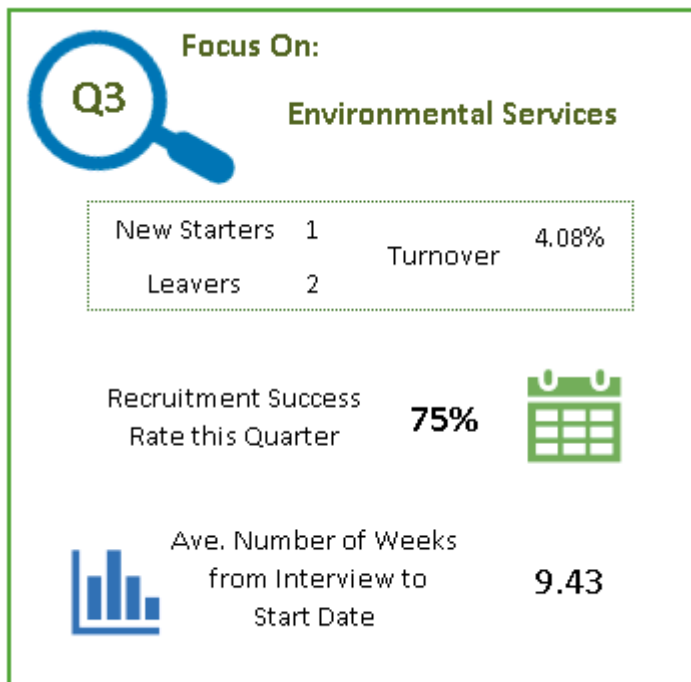 Focus On:
Q3
Environmental Services
New Starters 1
Turnover 4.08%
Leavers 2
Recruitment Success
Rate this Quarter
75%
Ave. Number of Weeks
from Interview to
Start Date
9.43